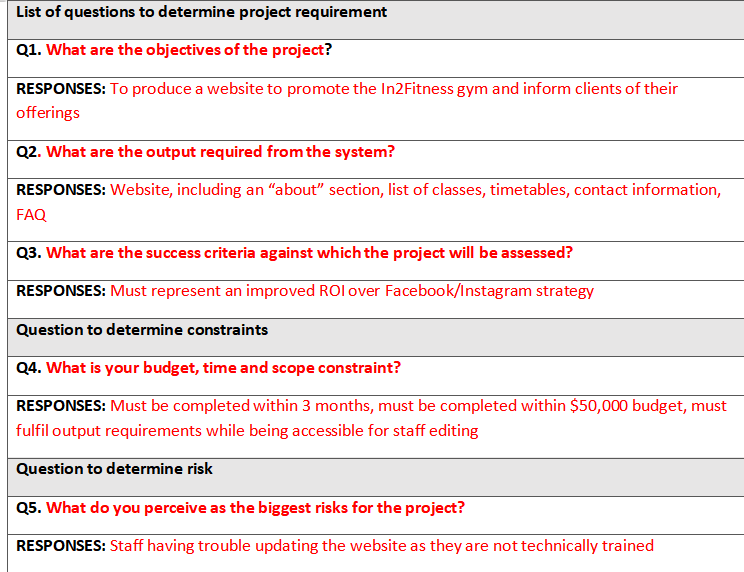 List of questions to determine project requirement
Q1. What are the objectives of the project?
RESPONSES: To produce a website to promote the In2Fitness gym and inform clients of their
offerings
Q2. What are the output required from the system?
RESPONSES: Website, including an “about” section, list of classes, timetables, contact information,
FAQ
Q3. What are the success criteria against which the project will be assessed?
RESPONSES: Must represent an improved ROI over Facebook/Instagram strategy
Question to determine constraints
Q4. What is your budget, time and scope constraint?
RESPONSES: Must be completed within 3 months, must be completed within $50,000 budget, must
fulfil output requirements while being accessible for staff editing
Question to determine risk
Q5. What do you perceive as the biggest risks for the project?
RESPONSES: Staff having trouble updating the website as they are not technically trained